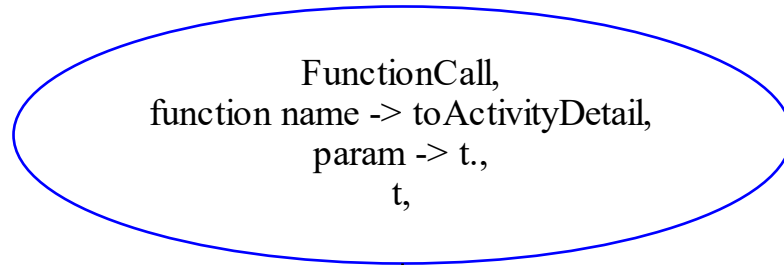 FunctionCall,
function name -> toActivityDetail,
param -> t.,
t,